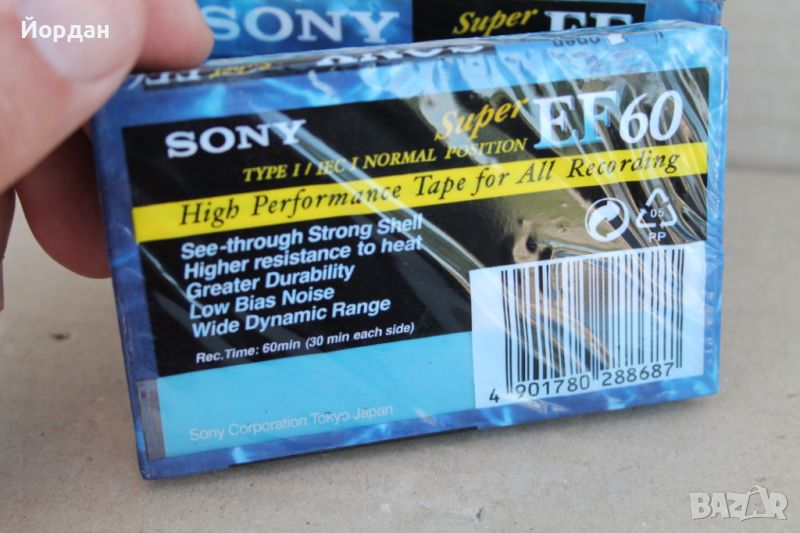 Йордан
SONY Super EF
SONY
SONY Super EF60
TYPE I / IEC I NORMAL POSITION
High Performance Tape for All Recording
See-through Strong Shell
Higher resistance to heat
Greater Durability
Low Bias Noise
Wide Dynamic Range
Rec.Time: 60min (30 min each side)
05
PP
4 901780 288687
Sony Corporation Tokyo Japan
BAZAR